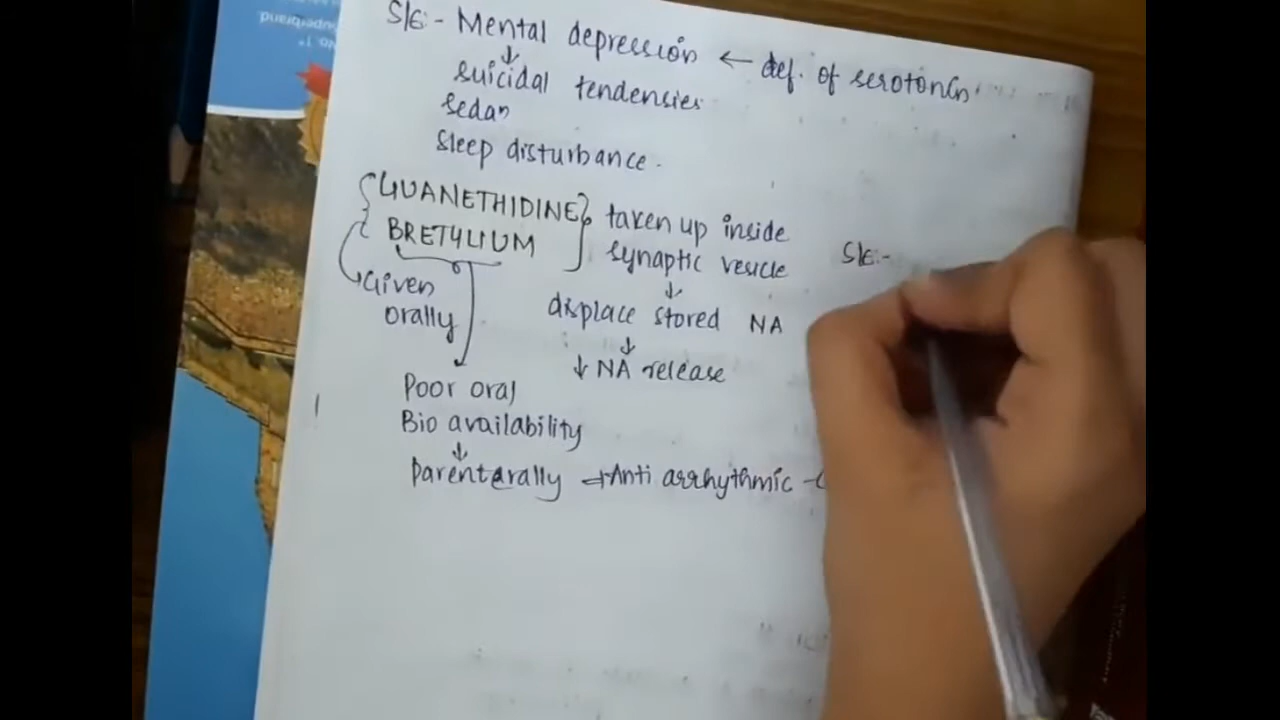 S/E:- Mental depression ← def. of serotonin
↓
suicidal tendencies
Sedan
Sleep disturbance.
GUANETHIDINE
BRETYLIUM
taken up inside
synaptic vesicle
↓
displace stored NA
↓
↓ NA release
S/E:-
Given
orally
Poor oral
Bio availability
↓
Parenterally → Anti arrhythmic